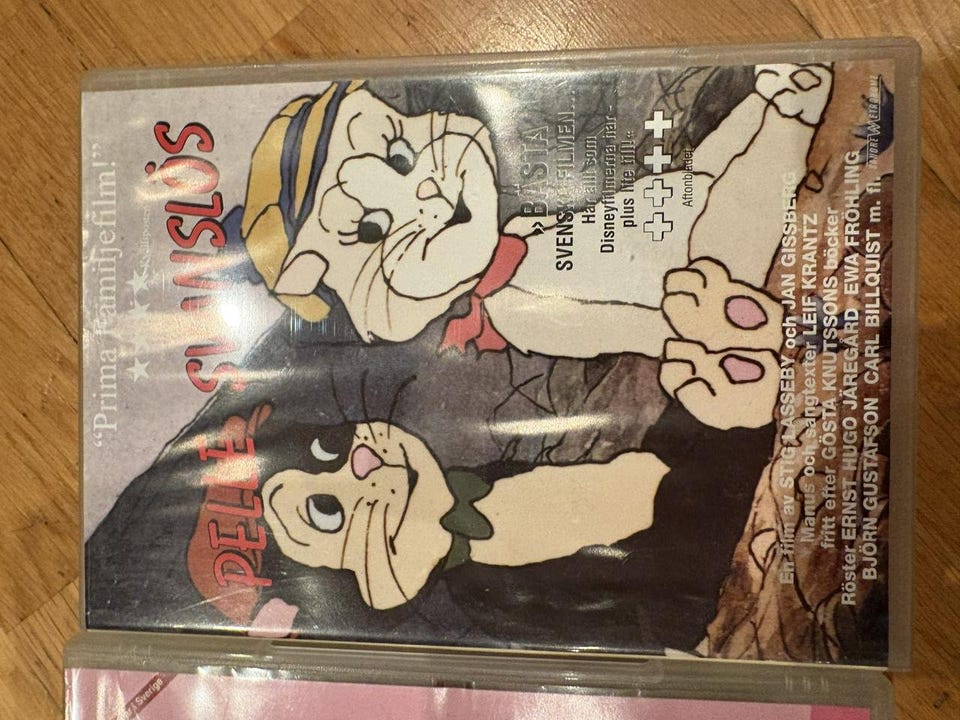 “Prima Familjefilm!”
PELLE SVANSLÖS
»BÄSTA
SVENSKA FILMEN...
Har allt som
Disneyfilmerna har -
plus lite till!«
Aftonbladet
En film av STIG LASSEBY och JAN GISSBERG
Manus och sångtexter LEIF KRANTZ
fritt efter GÖSTA KNUTSSONS böcker
Röster ERNST HUGO JÄREGÅRD EWA FRÖHLING
BJÖRN GUSTAFSON CARL BILLQUIST m. fl.
Sverige